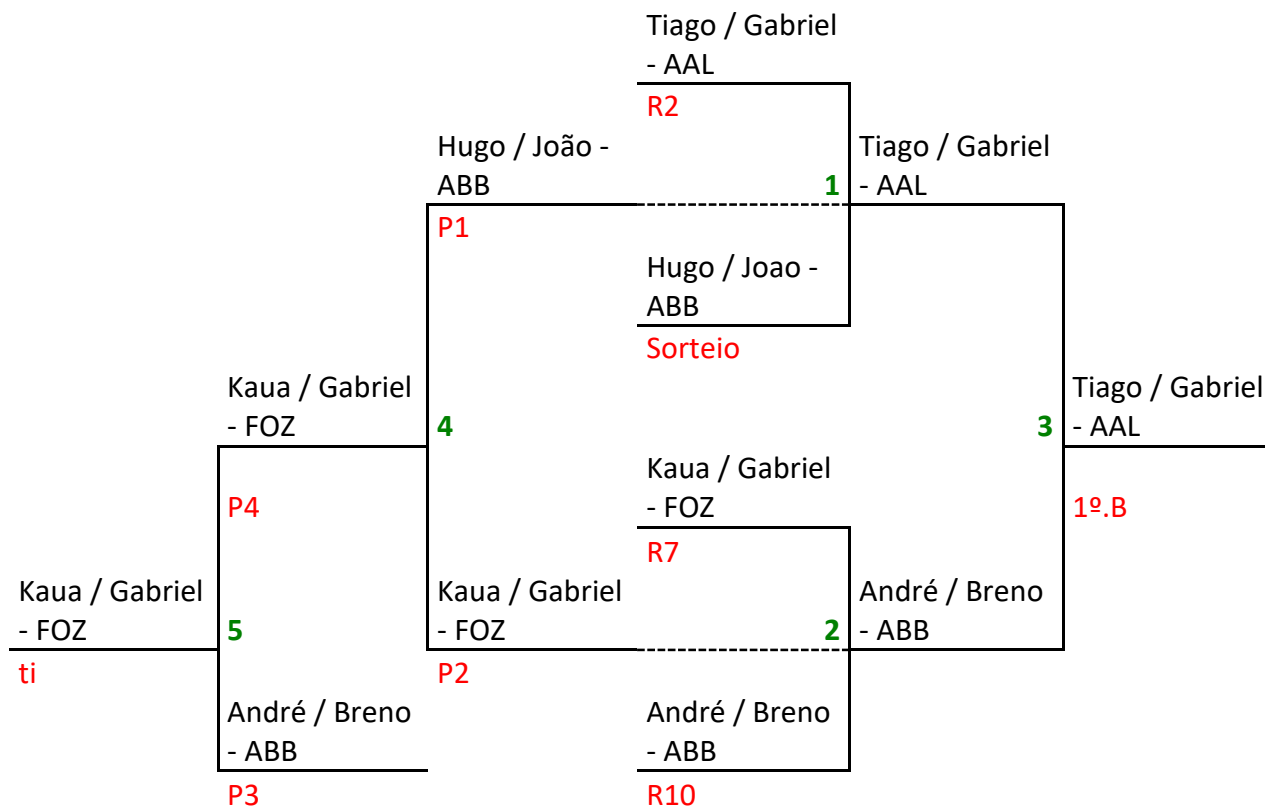 Tiago / Gabriel
- AAL
R2
Hugo / João -
ABB
P1
1
Tiago / Gabriel
- AAL
Hugo / Joao -
ABB
Sorteio
Kaua / Gabriel
- FOZ
P4
4
3
Tiago / Gabriel
- AAL
1º.B
Kaua / Gabriel
- FOZ
R7
Kaua / Gabriel
- FOZ
ti
5
Kaua / Gabriel
- FOZ
P2
2
André / Breno
- ABB
André / Breno
- ABB
P3
André / Breno
- ABB
R10